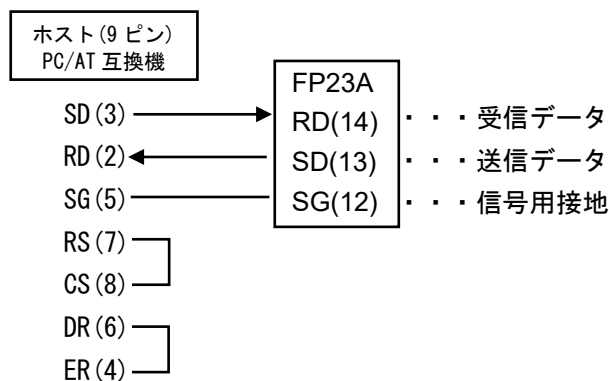 ホスト(9 ピン)
PC/AT 互換機
FP23A
SD(3) RD(14) ・・・受信データ
RD(2) SD(13) ・・・送信データ
SG(5) SG(12) ・・・信号用接地
RS(7)
CS(8)
DR(6)
ER(4)